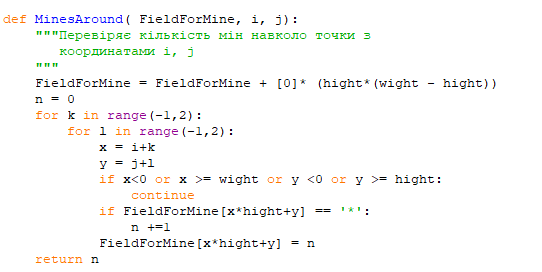 def MinesAround( FieldForMine, i, j):
    """Перевіряє кількість мін навколо точки з
       координатами i, j
    """
    FieldForMine = FieldForMine + [0]* (hight*(wight - hight))
    n = 0
    for k in range(-1,2):
        for l in range(-1,2):
            x = i+k
            y = j+l
            if x<0 or x >= wight or y <0 or y >= hight:
                continue
            if FieldForMine[x*hight+y] == '*':
                n +=1
            FieldForMine[x*hight+y] = n
    return n